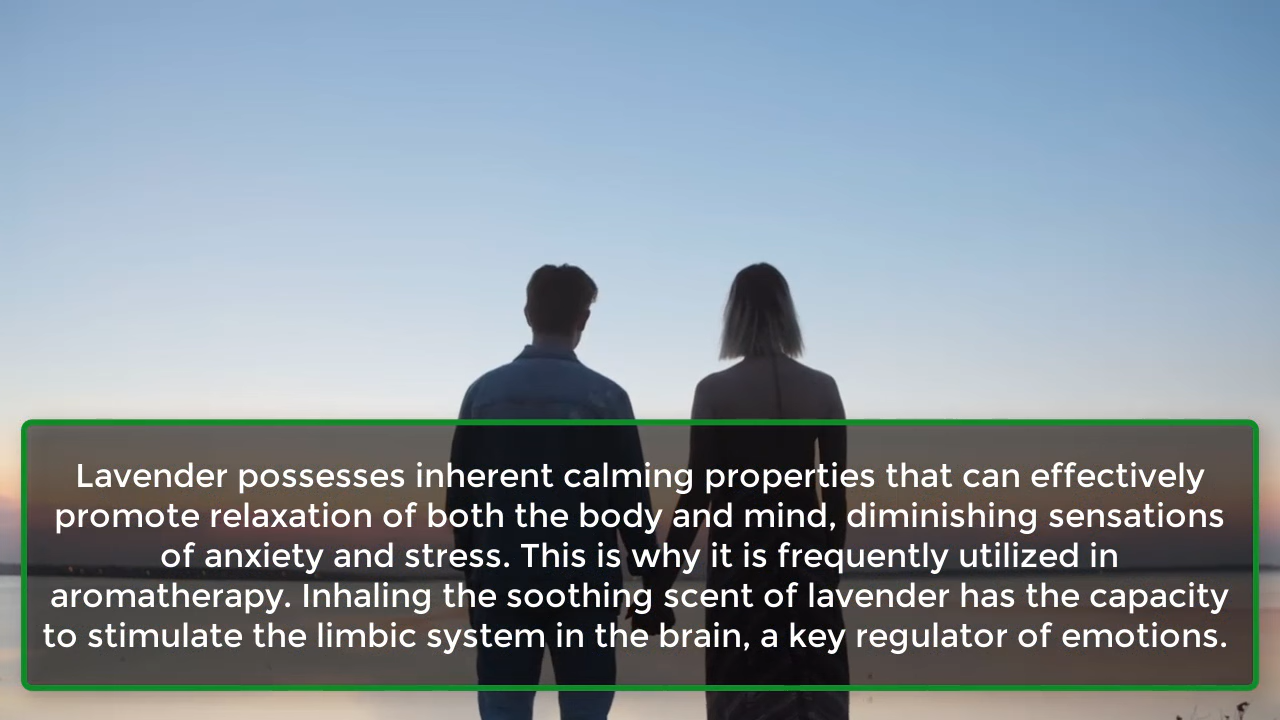 Lavender possesses inherent calming properties that can effectively
promote relaxation of both the body and mind, diminishing sensations
of anxiety and stress. This is why it is frequently utilized in
aromatherapy. Inhaling the soothing scent of lavender has the capacity
to stimulate the limbic system in the brain, a key regulator of emotions.